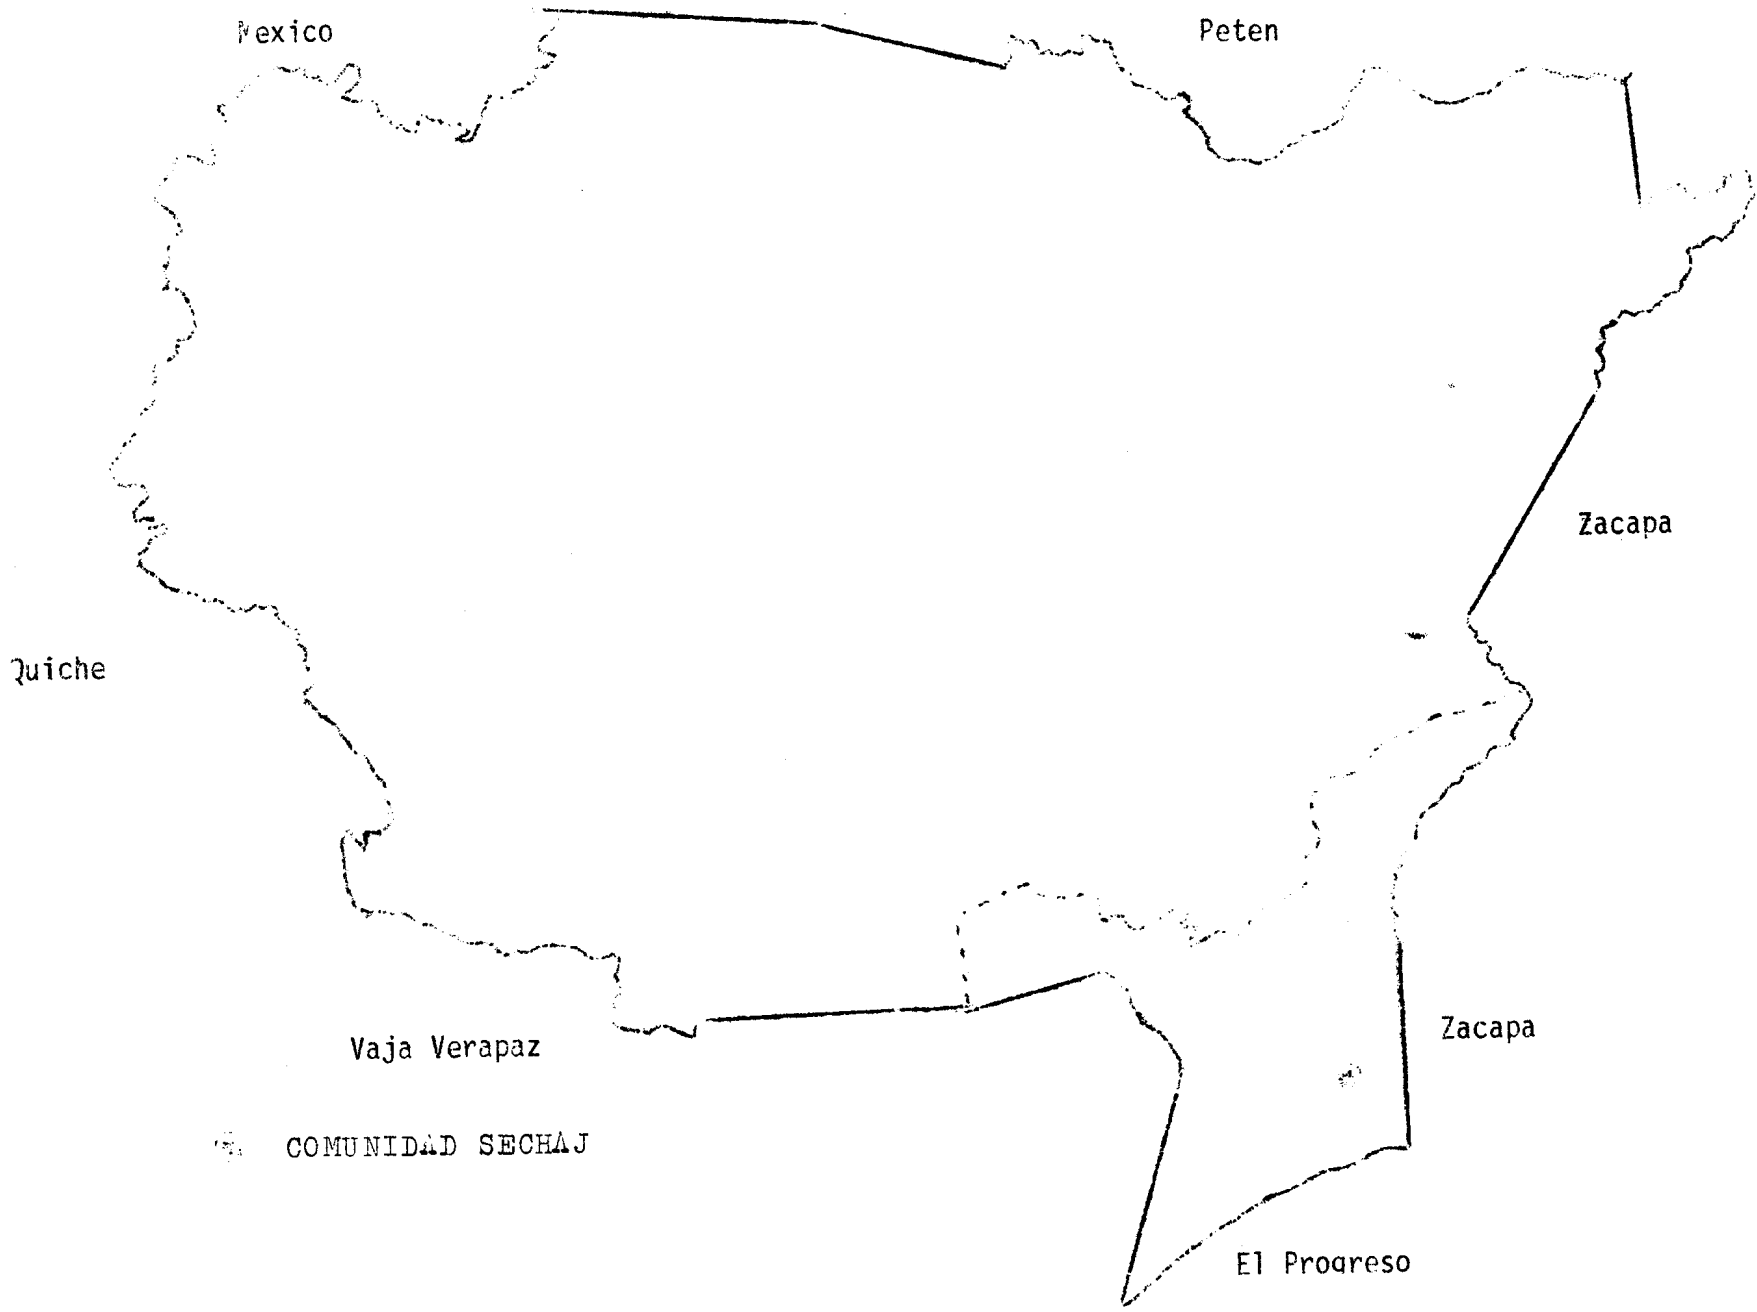 Mexico
Peten
Zacapa
Quiche
Zacapa
Vaja Verapaz
COMUNIDAD SECHAJ
El Progreso